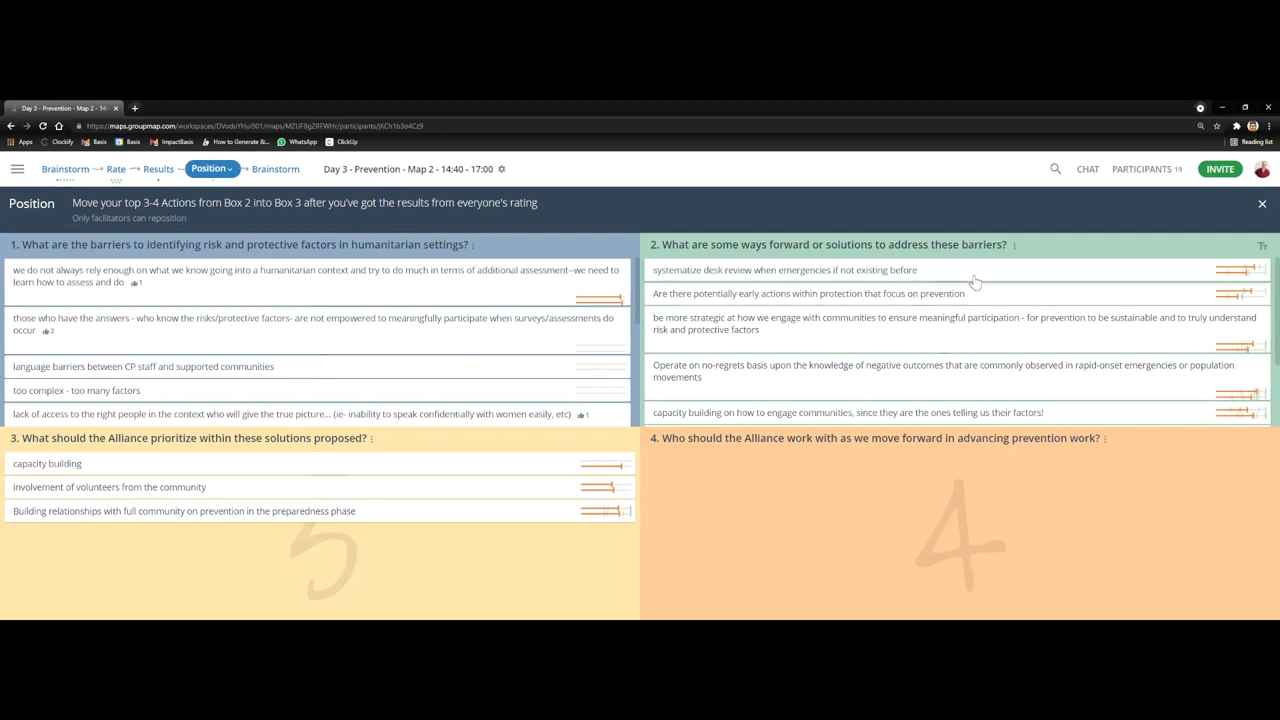 Day 3 - Prevention - Map 2 - 14:
https://maps.groupmap.com/workspaces/DVoduYHui901/maps/MZUF8gZRFWHr/participants/jKCh1b3o4Cz9
Apps Clockify Basis Basis ImpactBasis How to Generate &... WhatsApp ClickUp Reading list
Brainstorm Rate Results Position Brainstorm Day 3 - Prevention - Map 2 - 14:40 - 17:00 CHAT PARTICIPANTS 19 INVITE
Position Move your top 3-4 Actions from Box 2 into Box 3 after you've got the results from everyone's rating
Only facilitators can reposition
1. What are the barriers to identifying risk and protective factors in humanitarian settings?
we do not always rely enough on what we know going into a humanitarian context and try to do much in terms of additional assessment--we need to
learn how to assess and do 1
those who have the answers - who know the risks/protective factors- are not empowered to meaningfully participate when surveys/assessments do
occur 2
language barriers between CP staff and supported communities
too complex - too many factors
lack of access to the right people in the context who will give the true picture... (ie- inability to speak confidentially with women easily, etc) 1
2. What are some ways forward or solutions to address these barriers? Tт
systematize desk review when emergencies if not existing before
Are there potentially early actions within protection that focus on prevention
be more strategic at how we engage with communities to ensure meaningful participation - for prevention to be sustainable and to truly understand
risk and protective factors
Operate on no-regrets basis upon the knowledge of negative outcomes that are commonly observed in rapid-onset emergencies or population
movements
capacity building on how to engage communities, since they are the ones telling us their factors!
3. What should the Alliance prioritize within these solutions proposed?
capacity building
involvement of volunteers from the community
Building relationships with full community on prevention in the preparedness phase
3
4. Who should the Alliance work with as we move forward in advancing prevention work?
4